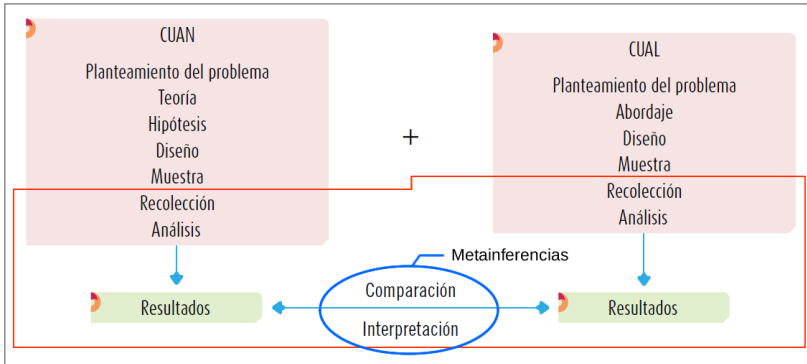 CUAN
Planteamiento del problema
Teoría
Hipótesis
Diseño
Muestra
Recolección
Análisis
+
CUAL
Planteamiento del problema
Abordaje
Diseño
Muestra
Recolección
Análisis
Metainferencias
Resultados
Comparación
Interpretación
Resultados